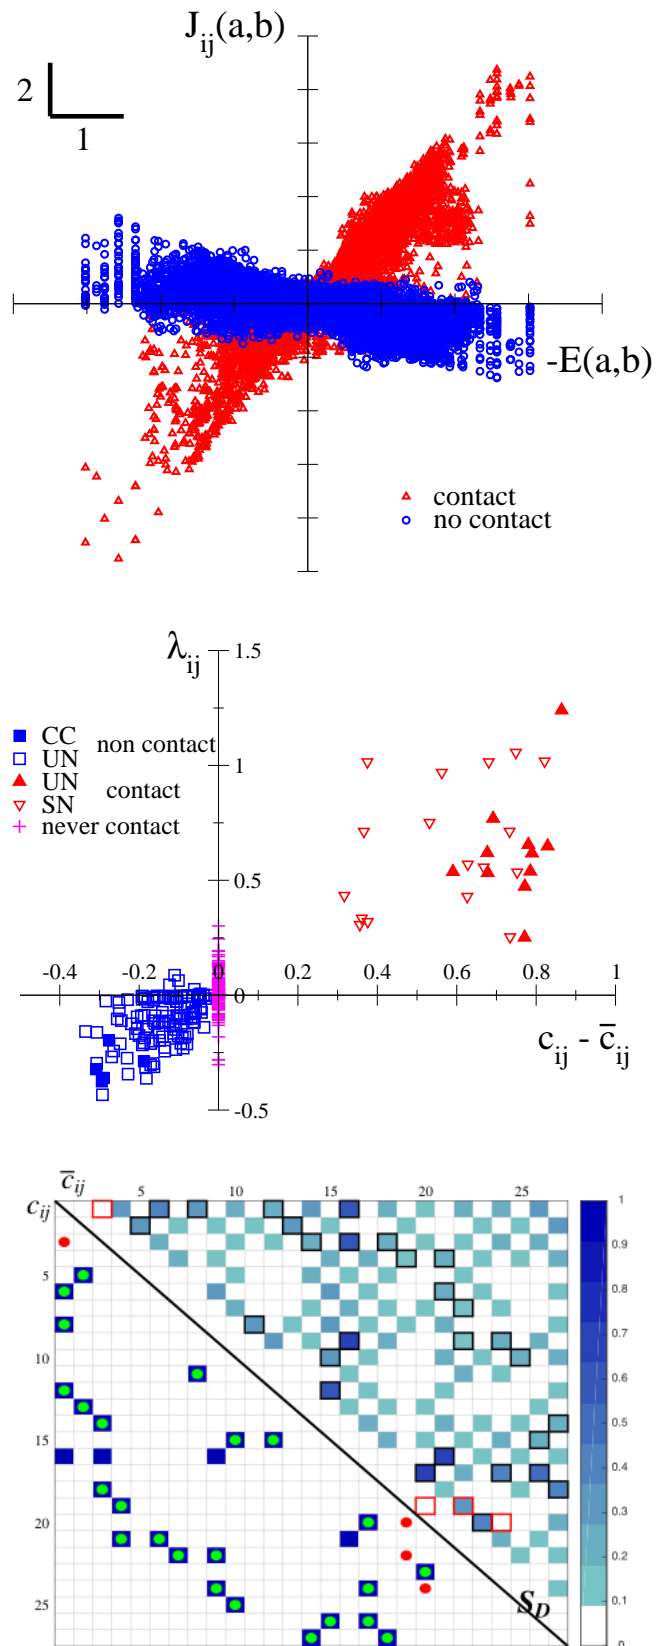 J_ij(a,b)
2
1
-E(a,b)
contact
no contact
λ_ij
1.5
CC
non contact
UN
1
UN
contact
SN
never contact
0.5
-0.4
-0.2
0
0.2
0.4
0.6
0.8
1
0
c_ij - c̅_ij
-0.5
c̅_ij
c_ij
5
10
15
20
25
1
0.9
0.8
0.7
0.6
0.5
0.4
0.3
0.2
0.1
0
5
10
15
20
25
S_D